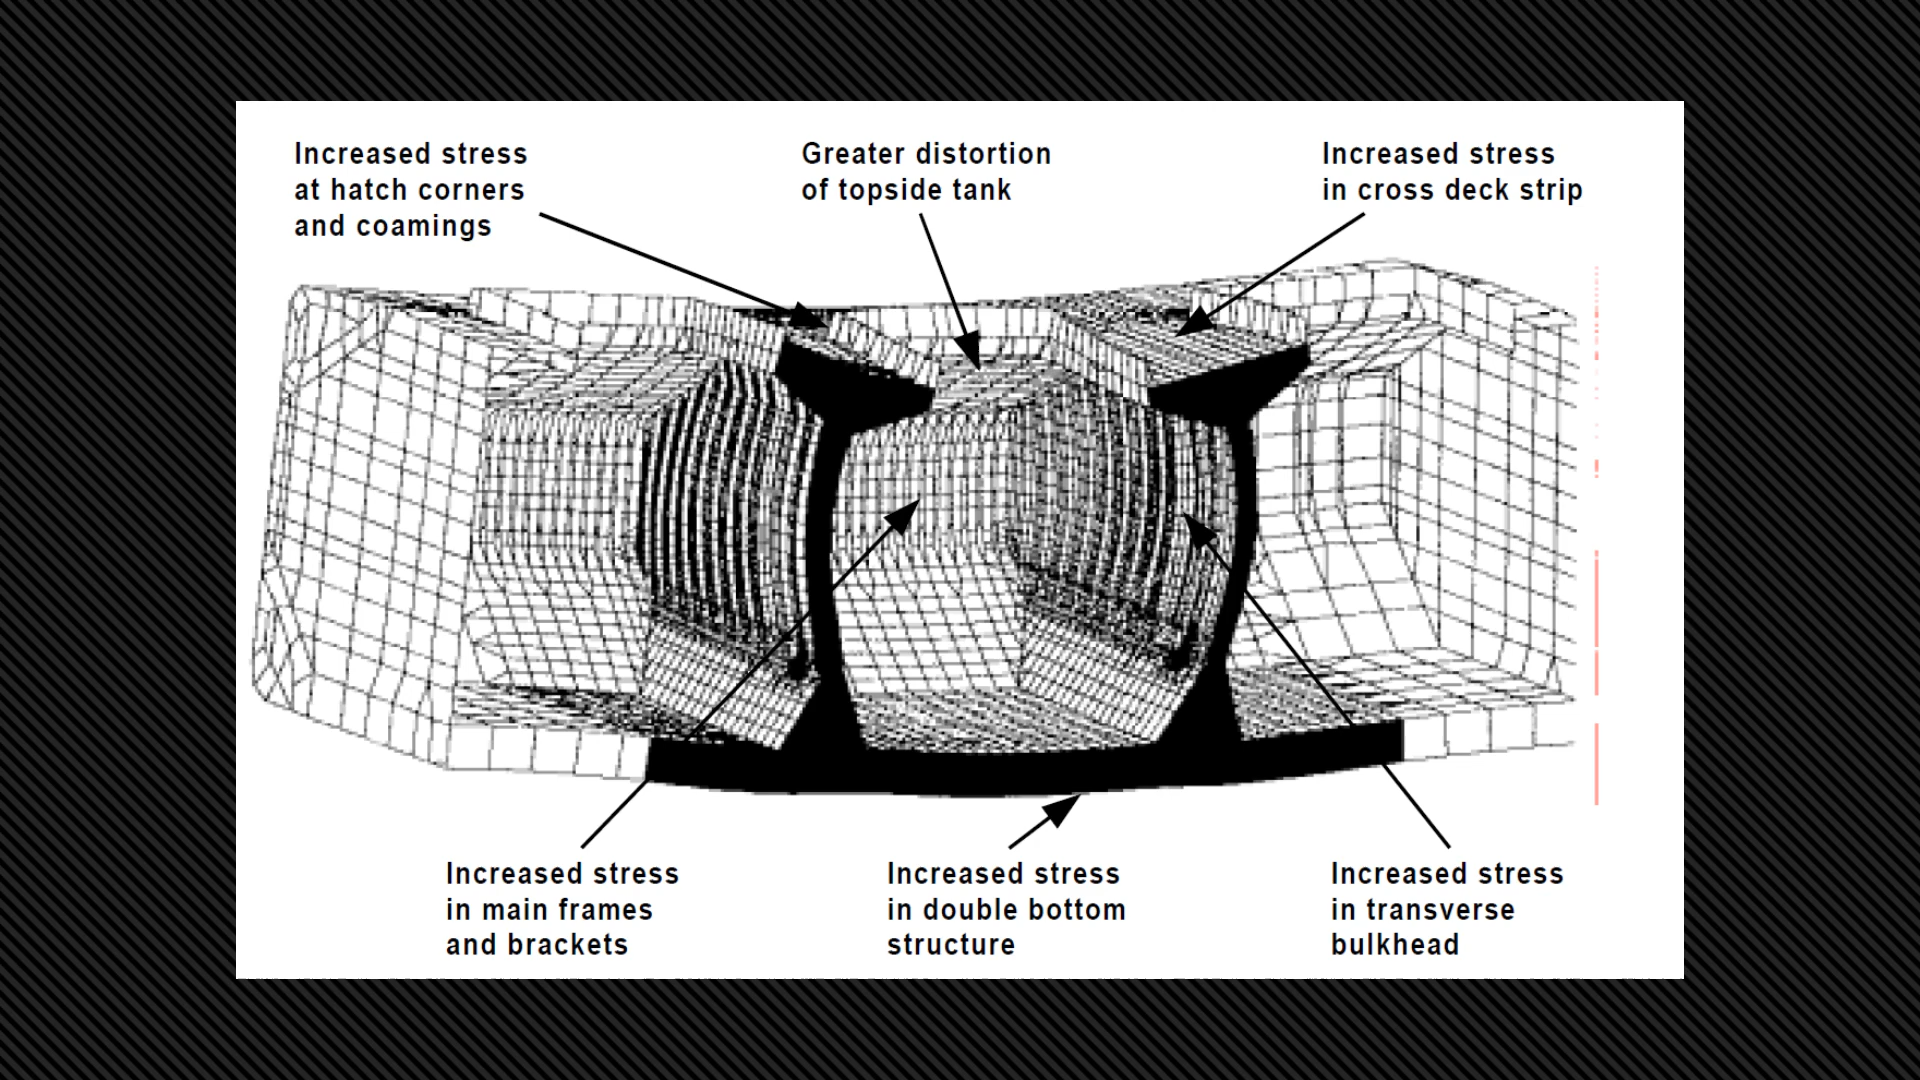 Increased stress
at hatch corners
and coamings
Greater distortion
of topside tank
Increased stress
in cross deck strip
Increased stress
in main frames
and brackets
Increased stress
in double bottom
structure
Increased stress
in transverse
bulkhead